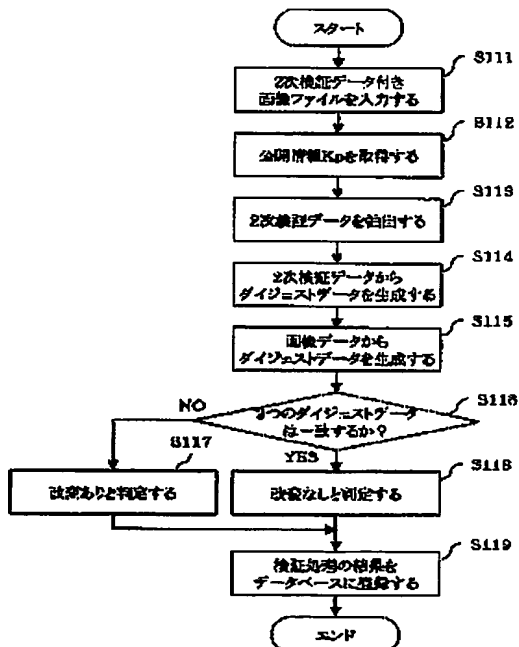 スタート
S111
2次検証データ付き
画像ファイルを入力する
S112
公開情報Kpを取得する
S113
2次検証データを抽出する
S114
2次検証データから
ダイジェストデータを生成する
S115
画像データから
ダイジェストデータを生成する
S116
2つのダイジェストデータ
は一致するか?
NO
YES
S117
改変ありと判定する
S118
改変なしと判定する
S119
検証処理の結果を
データベースに登録する
エンド